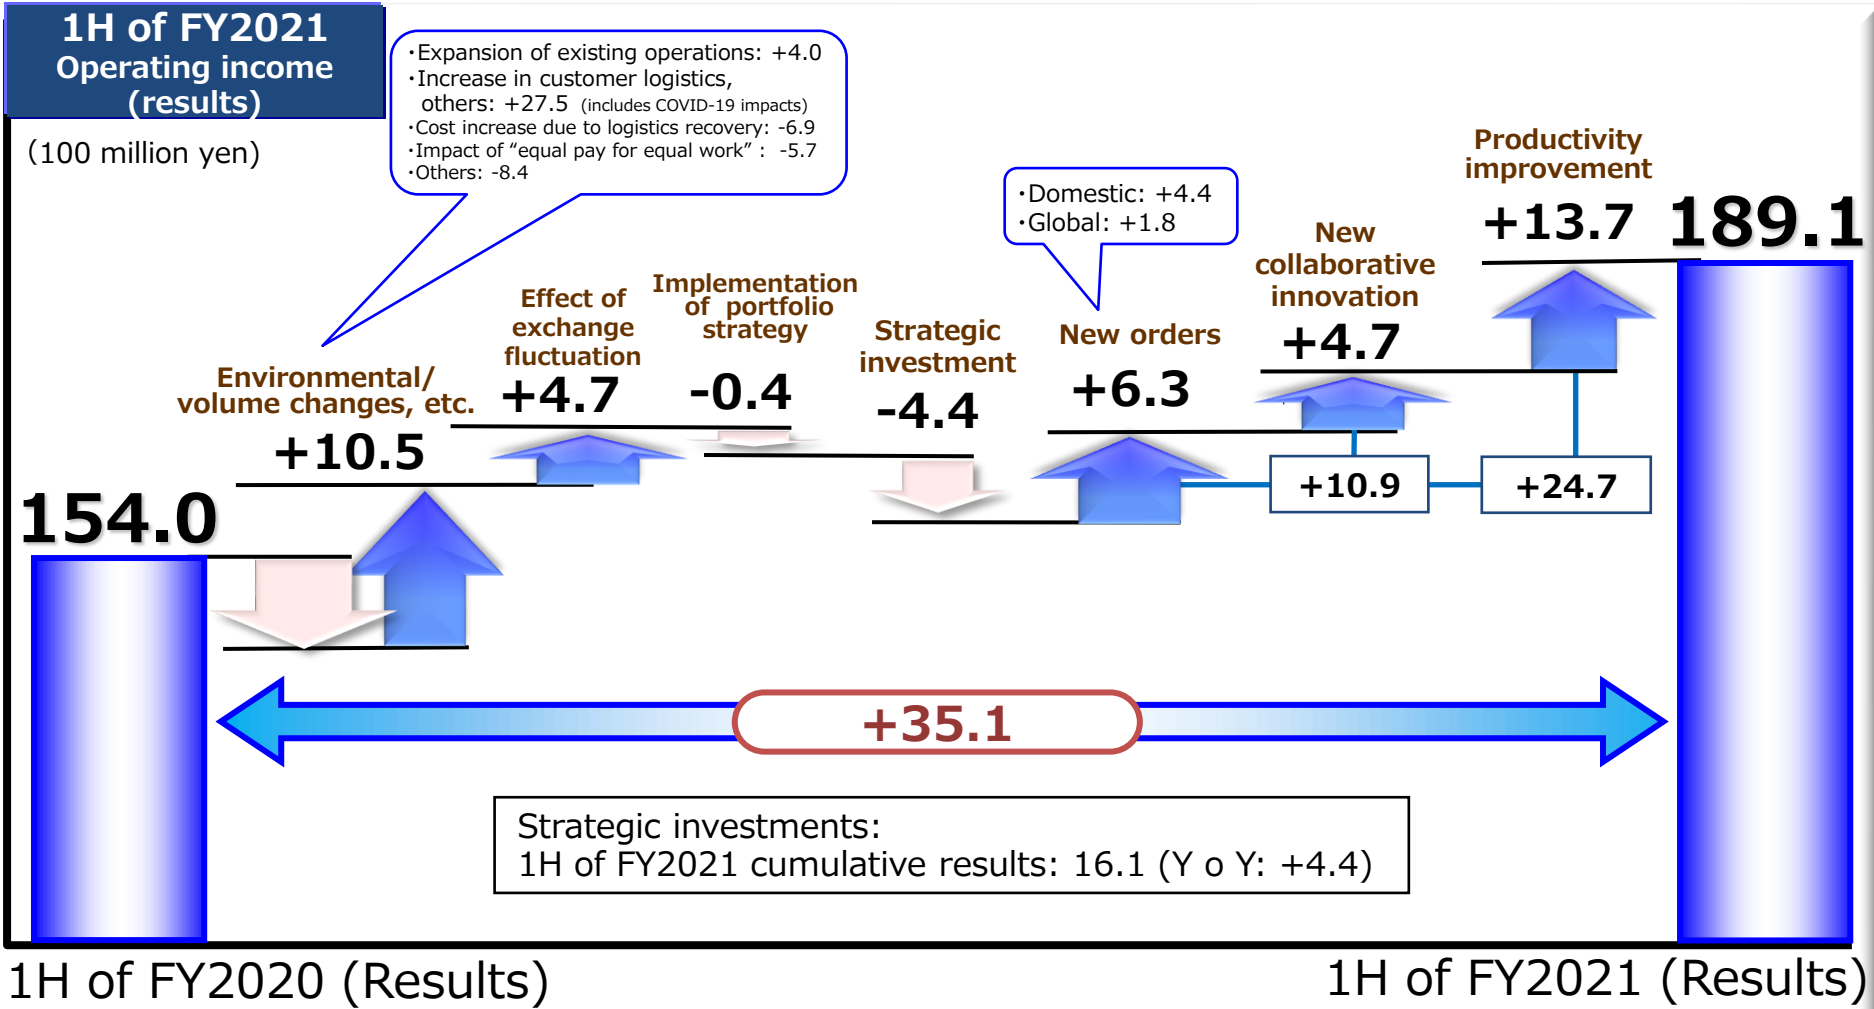 1H of FY2021
Operating income
(results)
(100 million yen)
・Expansion of existing operations: +4.0
・Increase in customer logistics,
others: +27.5 (includes COVID-19 impacts)
・Cost increase due to logistics recovery: -6.9
・Impact of “equal pay for equal work” : -5.7
・Others: -8.4
・Domestic: +4.4
・Global: +1.8
154.0
Environmental/
volume changes, etc.
+10.5
Effect of
exchange
fluctuation
+4.7
Implementation
of portfolio
strategy
-0.4
Strategic
investment
-4.4
New orders
+6.3
New
collaborative
innovation
+4.7
Productivity
improvement
+13.7
189.1
+10.9
+24.7
+35.1
Strategic investments:
1H of FY2021 cumulative results: 16.1 (Y o Y: +4.4)
1H of FY2020 (Results)
1H of FY2021 (Results)